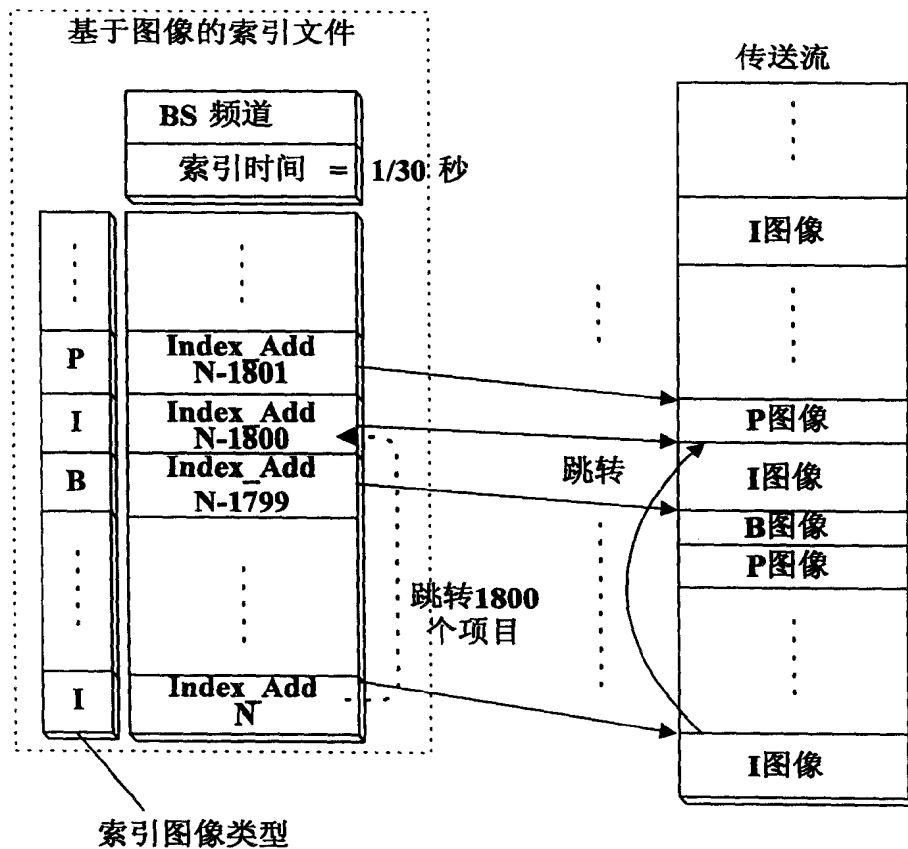 基于图像的索引文件
BS 频道
索引时间 = 1/30 秒
P
Index_Add
N-1801
I
Index_Add
N-1800
B
Index_Add
N-1799
I
Index_Add
N
跳转1800
个项目
索引图像类型
跳转
传送流
I图像
P图像
I图像
B图像
P图像
I图像